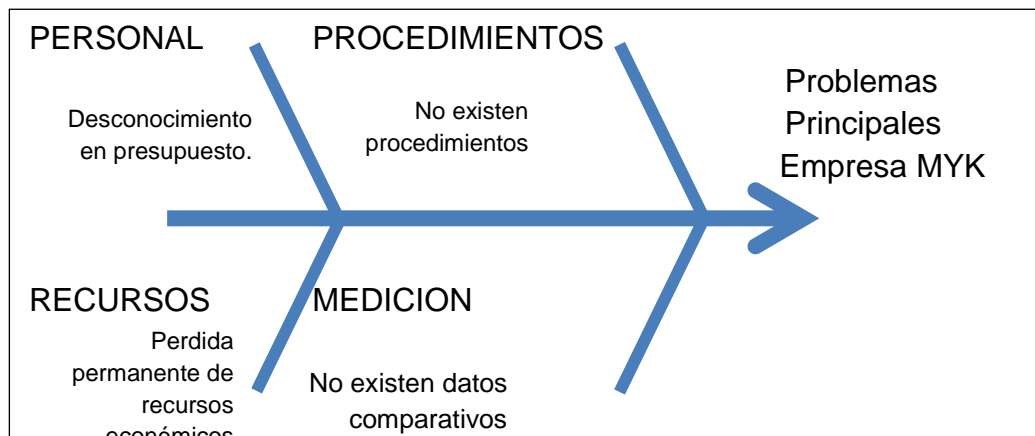 PERSONAL
Desconocimiento
en presupuesto.
PROCEDIMIENTOS
No existen
procedimientos
Problemas
Principales
Empresa MYK
RECURSOS
Perdida
permanente de
recursos
económicos
MEDICION
No existen datos
comparativos